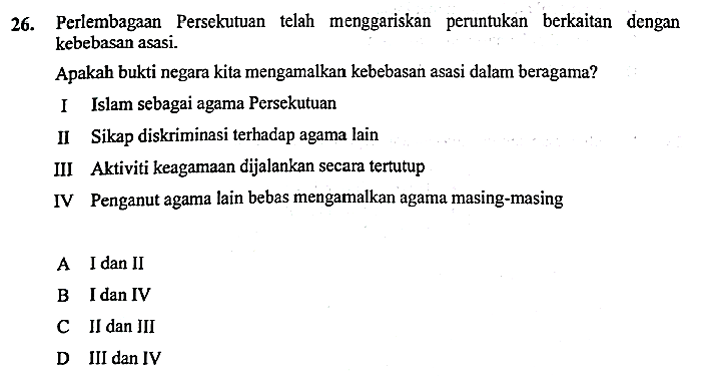 26. Perlembagaan Persekutuan telah menggariskan peruntukan berkaitan dengan
kebebasan asasi.
Apakah bukti negara kita mengamalkan kebebasan asasi dalam beragama?
I Islam sebagai agama Persekutuan
II Sikap diskriminasi terhadap agama lain
III Aktiviti keagamaan dijalankan secara tertutup
IV Penganut agama lain bebas mengamalkan agama masing-masing
A I dan II
B I dan IV
C II dan III
D III dan IV